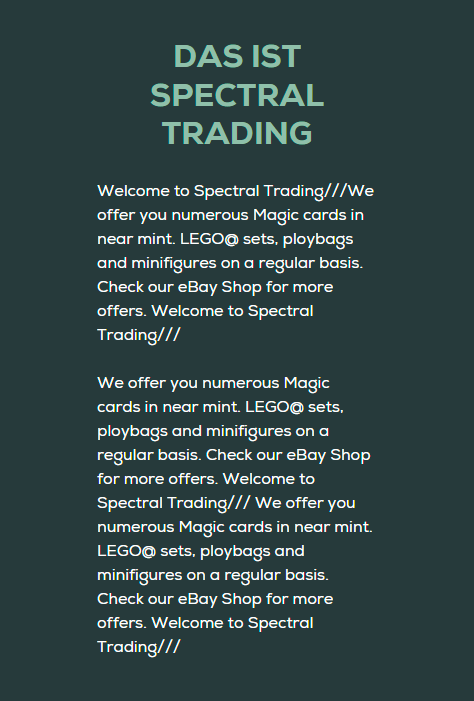 DAS IST
SPECTRAL
TRADING
Welcome to Spectral Trading///We
offer you numerous Magic cards in
near mint. LEGO@ sets, ploybags
and minifigures on a regular basis.
Check our eBay Shop for more
offers. Welcome to Spectral
Trading///
We offer you numerous Magic
cards in near mint. LEGO@ sets,
ploybags and minifigures on a
regular basis. Check our eBay Shop
for more offers. Welcome to
Spectral Trading/// We offer you
numerous Magic cards in near mint.
LEGO@ sets, ploybags and
minifigures on a regular basis.
Check our eBay Shop for more
offers. Welcome to Spectral
Trading///